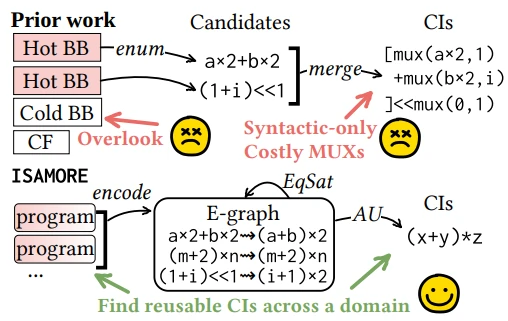 Prior work
Candidates
CIs
Hot BB
enum
a×2+b×2
Hot BB
(1+i)<<1
merge
[mux(a×2,1)
+mux(b×2,i)
]<<mux(0,1)
Cold BB
CF
Overlook
Syntactic-only
Costly MUXs
ISAMORE
encode
EqSat
program
program
...
E-graph
a×2+b×2⇝(a+b)×2
(m+2)×n⇝(m+2)×n
(1+i)<<1⇝(i+1)×2
AU
CIs
(x+y)*z
Find reusable CIs across a domain